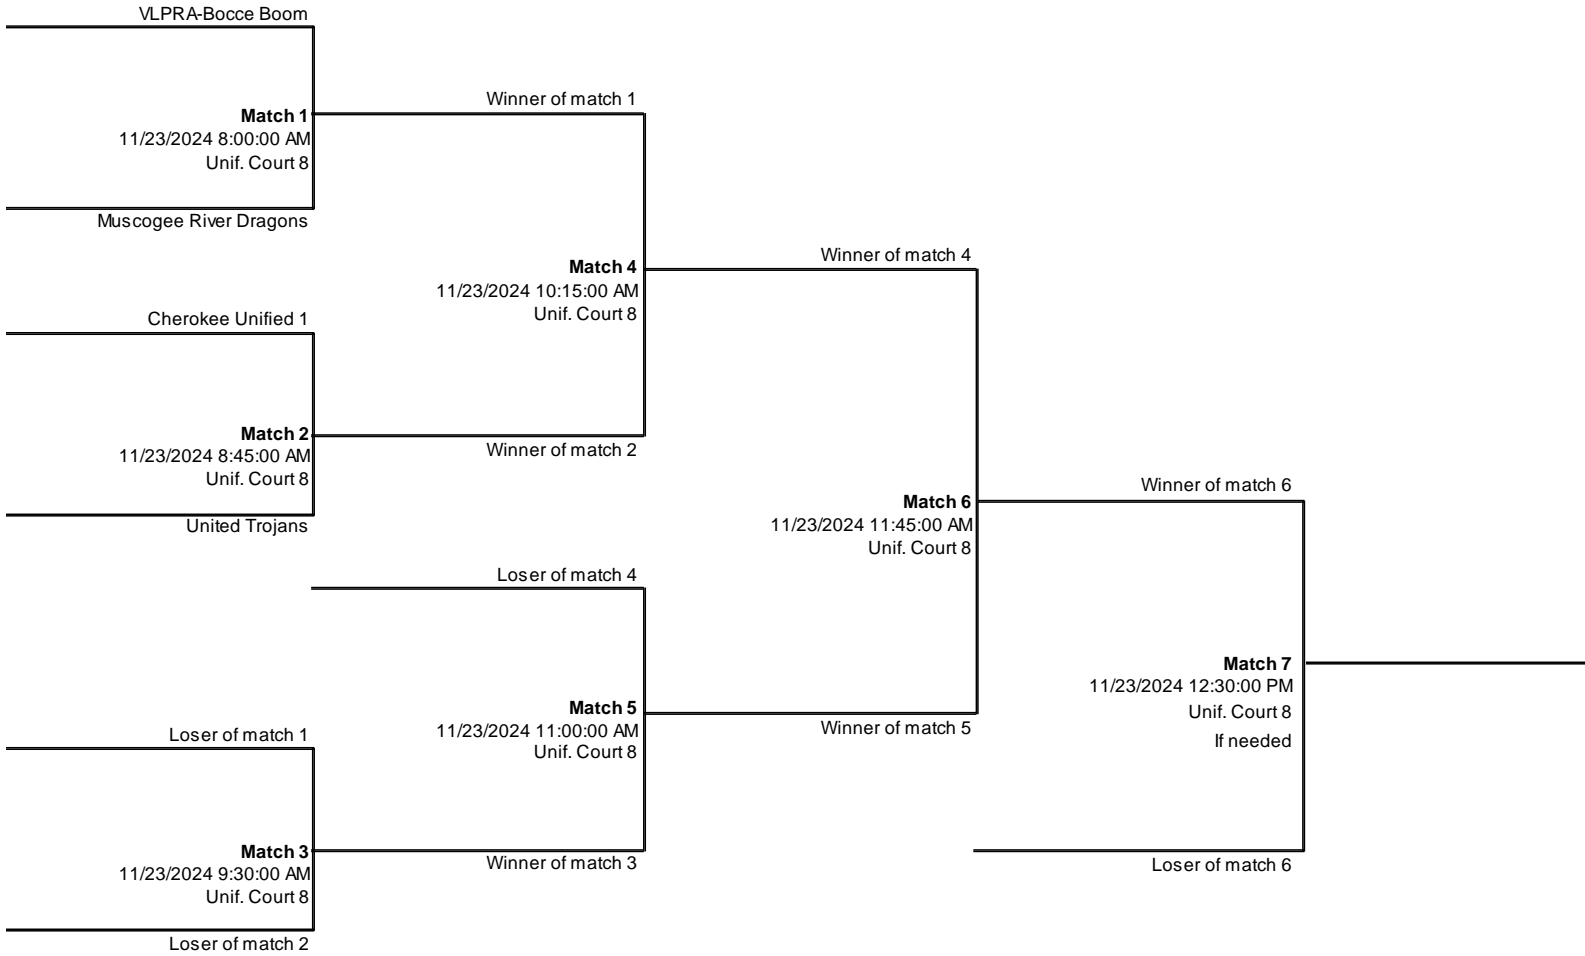 VLPRA-Bocce Boom
Match 1
11/23/2024 8:00:00 AM
Unif. Court 8
Muscogee River Dragons
Cherokee Unified 1
Match 2
11/23/2024 8:45:00 AM
Unif. Court 8
United Trojans
Loser of match 1
Match 3
11/23/2024 9:30:00 AM
Unif. Court 8
Loser of match 2
Winner of match 1
Match 4
11/23/2024 10:15:00 AM
Unif. Court 8
Winner of match 2
Loser of match 4
Match 5
11/23/2024 11:00:00 AM
Unif. Court 8
Winner of match 3
Winner of match 4
Match 6
11/23/2024 11:45:00 AM
Unif. Court 8
Winner of match 5
Winner of match 6
Match 7
11/23/2024 12:30:00 PM
Unif. Court 8
If needed
Loser of match 6